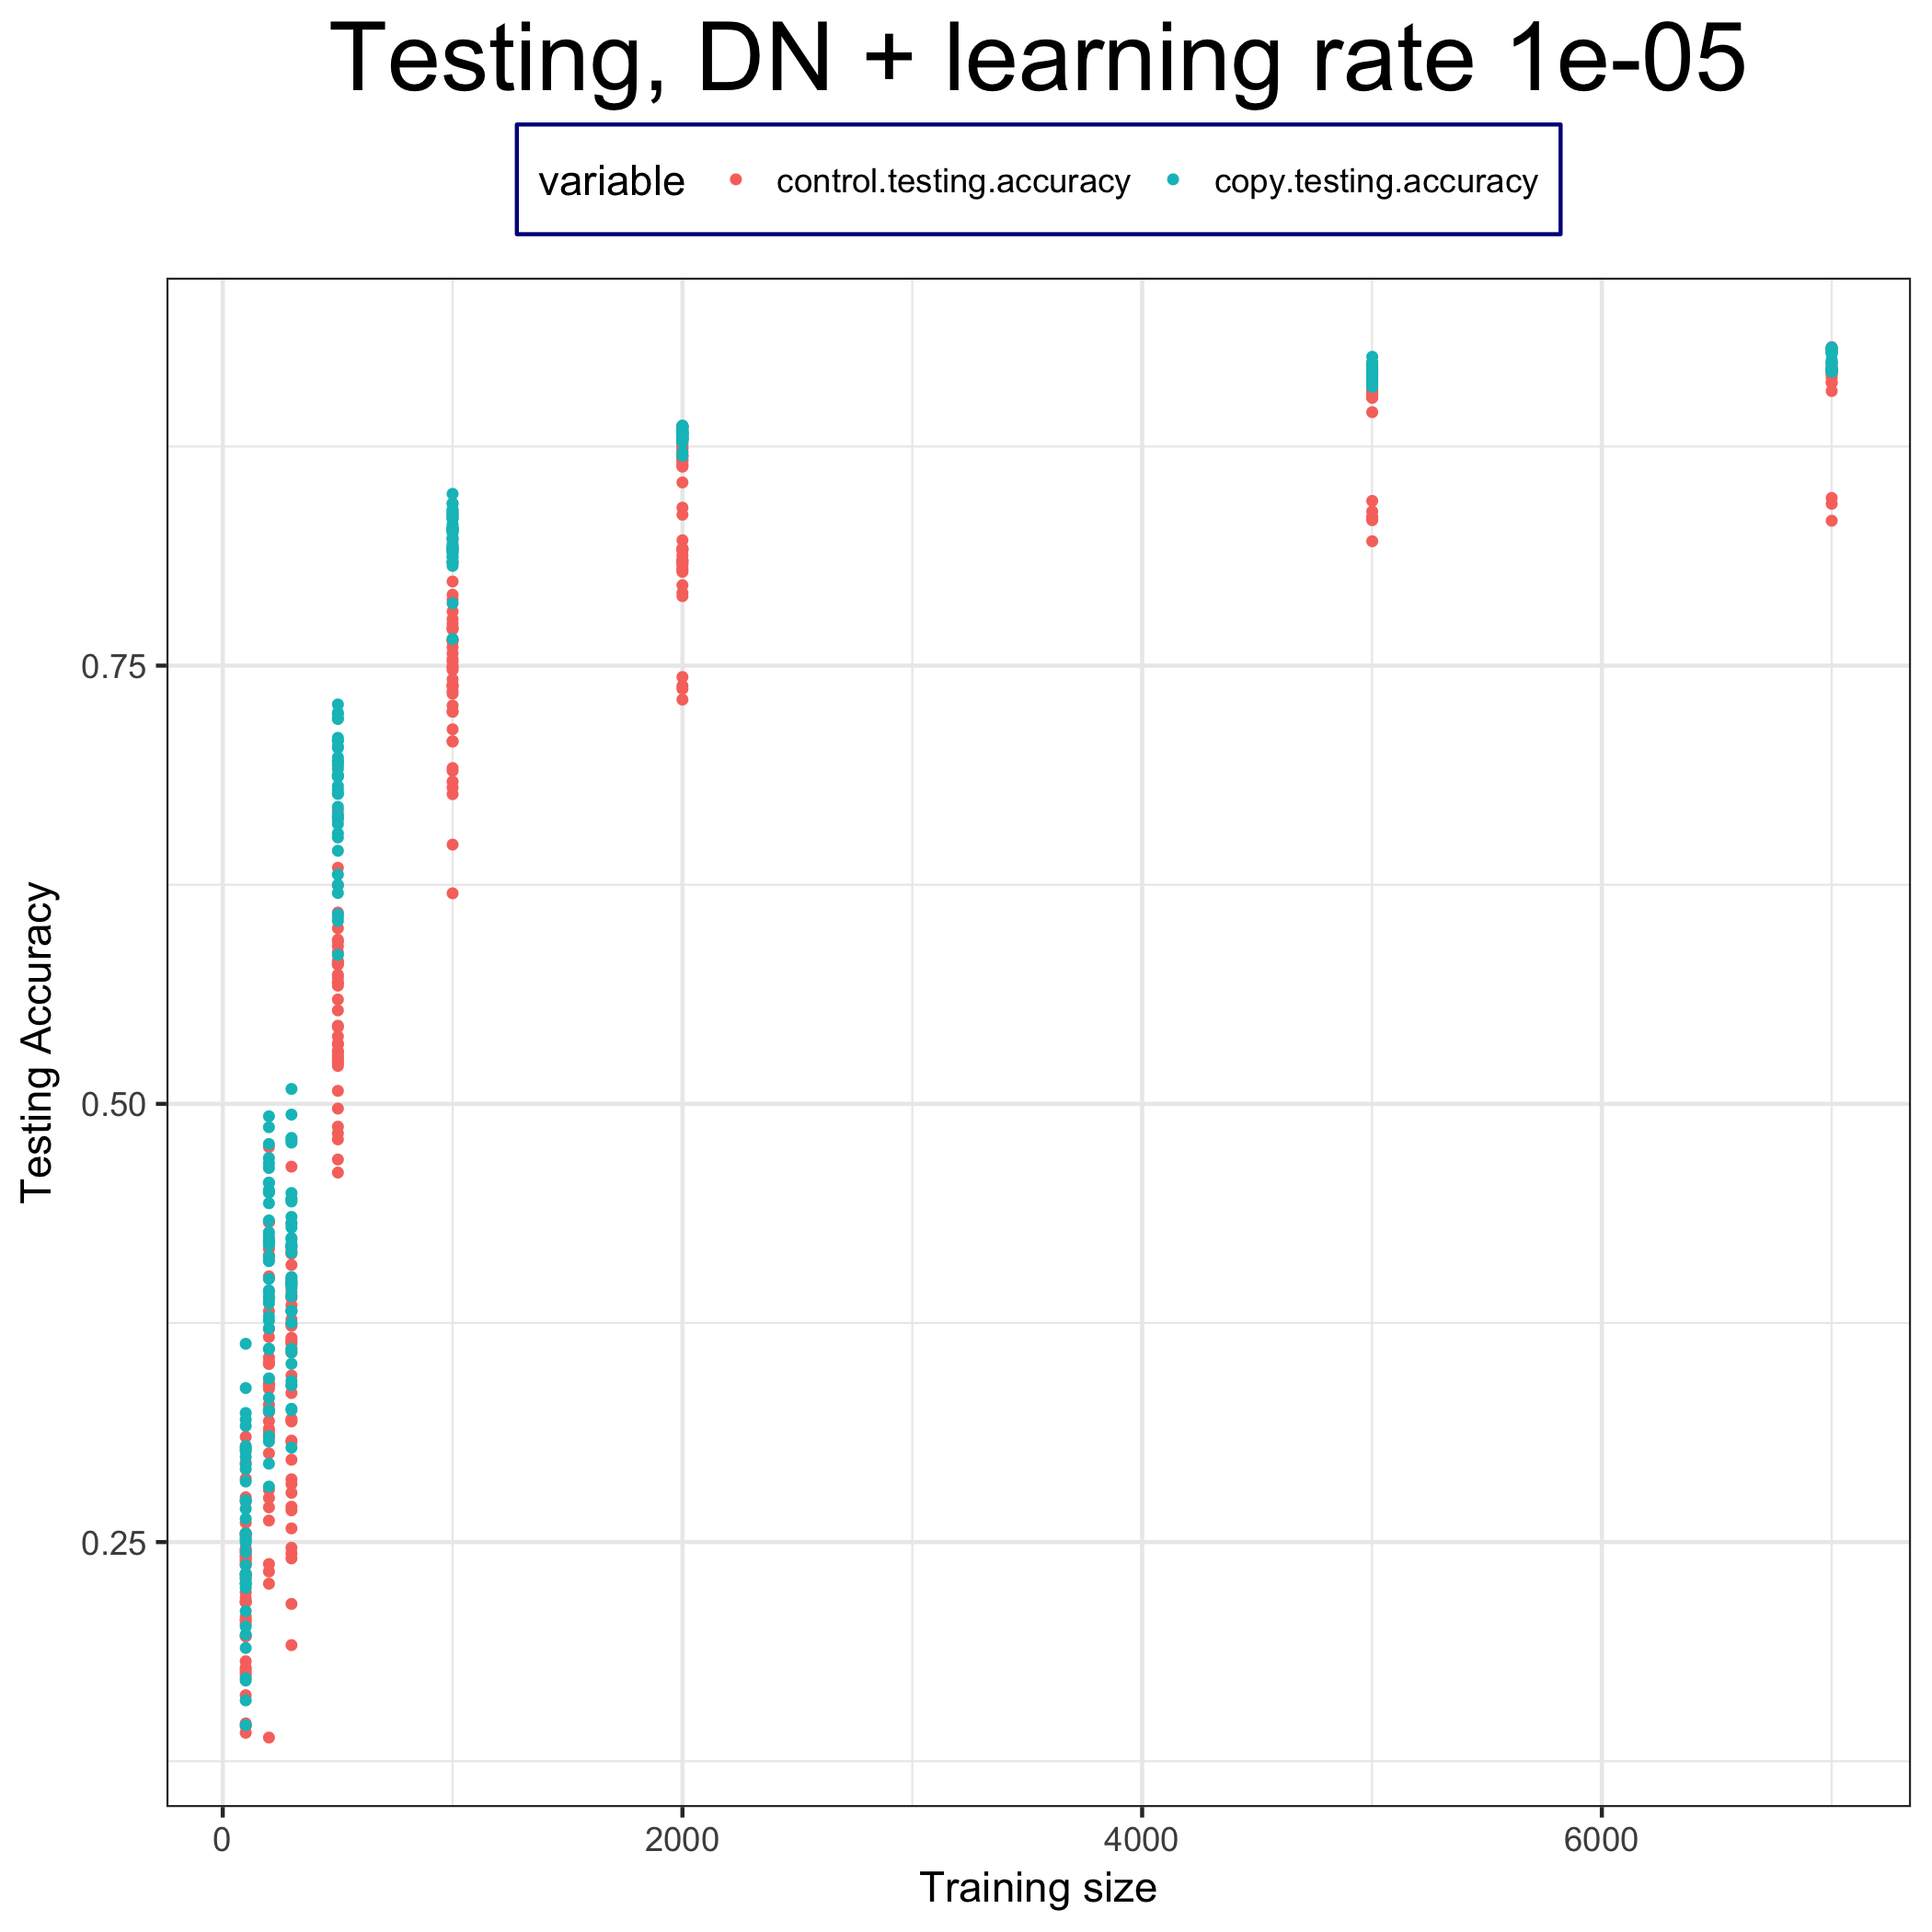 Testing, DN + learning rate 1e-05
variable control.testing.accuracy copy.testing.accuracy
Testing Accuracy
0.75
0.50
0.25
0 2000 4000 6000
Training size